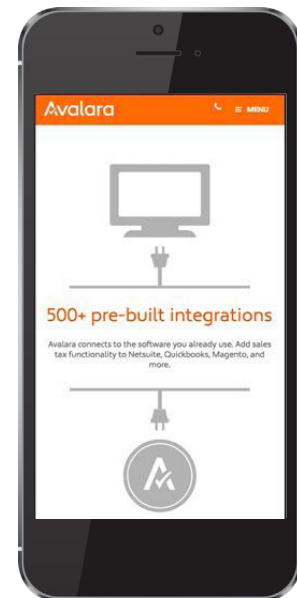 Avalara
MENU
500+ pre-built integrations
Avalara connects to the software you already use. Add sales
tax functionality to Netsuite, Quickbooks, Magento, and
more.